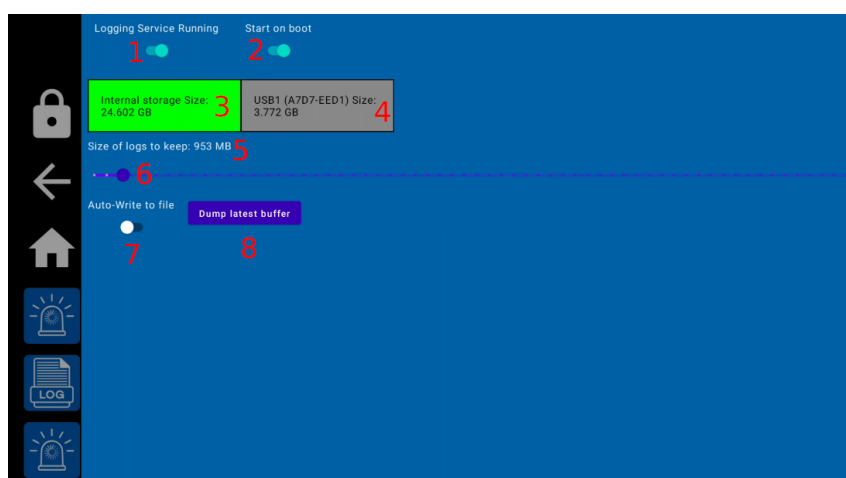 Logging Service Running
Start on boot
1
2
Internal storage Size:
24.602 GB
3
USB1 (A7D7-EED1) Size:
3.772 GB
4
Size of logs to keep: 953 MB
5
6
Auto-Write to file
Dump latest buffer
7
8
LOG